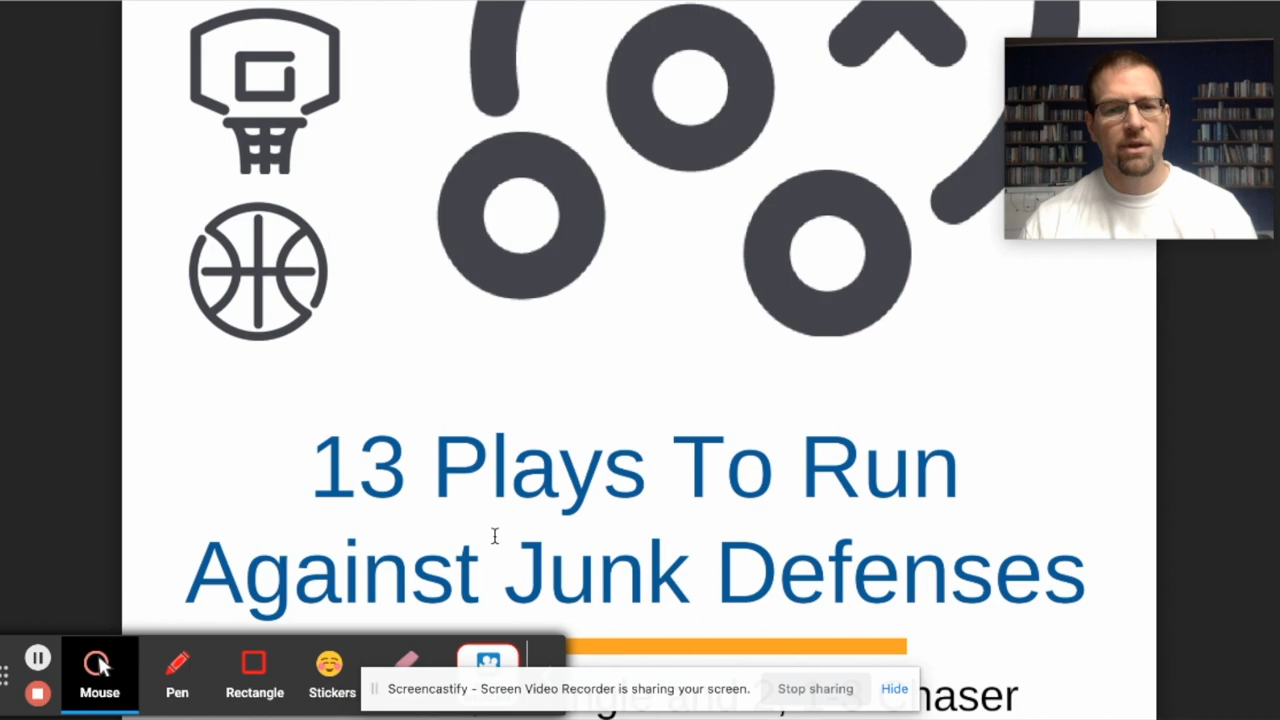 13 Plays To Run
Against Junk Defenses
Mouse
Pen
Rectangle
Stickers
Screencastify - Screen Video Recorder is sharing your screen.
Stop sharing
Hide